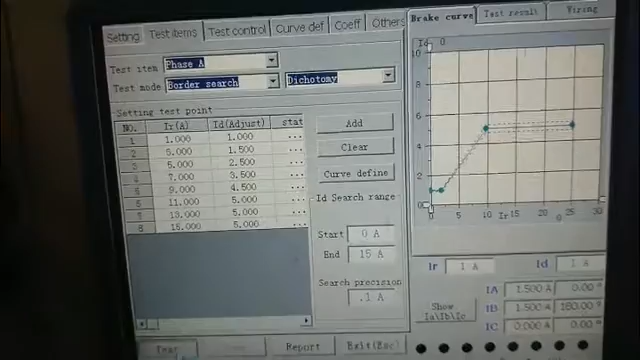 Setting Test items Test control Curve def Coeff Others
Brake curve Test result Wiring
Test item Phase A
Test mode Border search Dichotomy
Setting test point
NO. Ir(A) Id(Adjust) stat
1 1.000 1.000 ...
2 5.000 1.500 ...
3 5.000 2.500 ...
4 7.000 3.500 ...
9.000 4.500 ...
11.000 5.000 ...
13.000 5.000 ...
8 15.000 5.000 ...
Add
Clear
Curve define
Id Search range
Start 0 A
End 15 A
Search precision
.1 A
Report Exit(Esc)
Id
10
8
6
4
2
0
5 10 Ir 15 20 25 30
Ir 1 A Id 1 A
Show
Ia\Ib\Ic
IA 1.500 A 0.00°
IB 1.500 A 180.00°
IC 0.000 A 0.00°